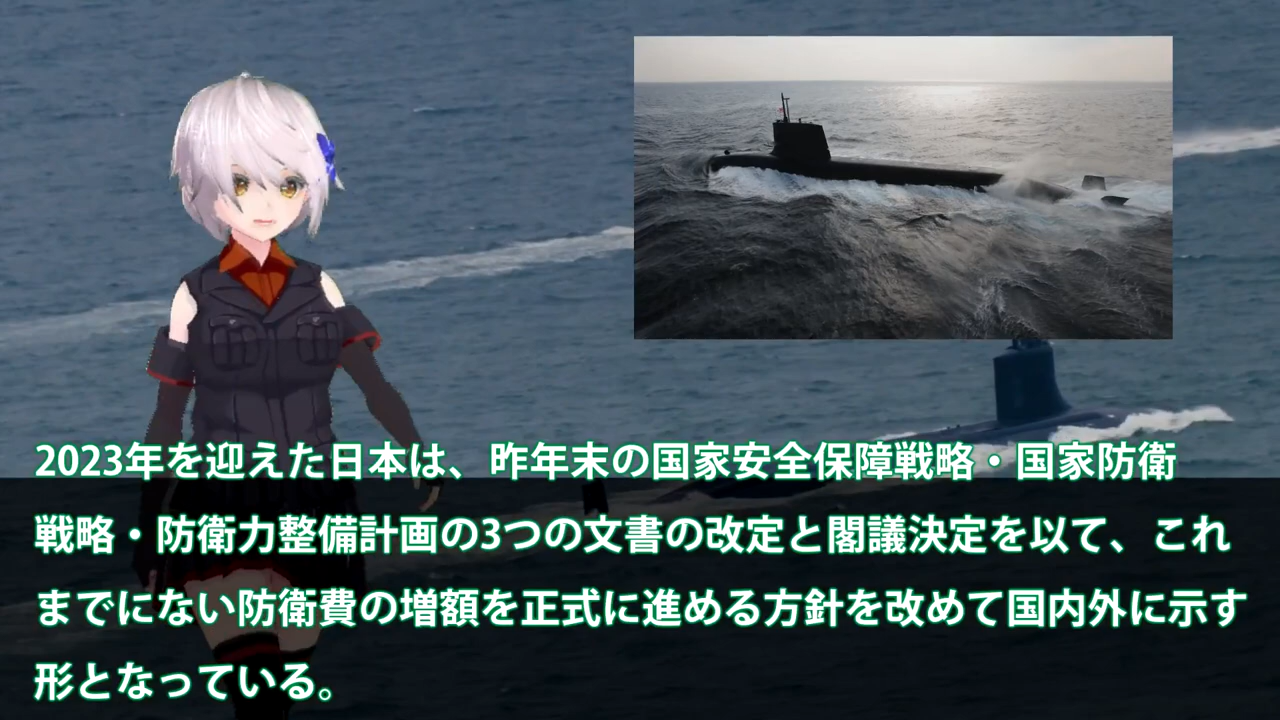 2023年を迎えた日本は、昨年末の国家安全保障戦略・国家防衛
戦略・防衛力整備計画の3つの文書の改定と閣議決定を以て、これ
までにない防衛費の増額を正式に進める方針を改めて国内外に示す
形となっている。